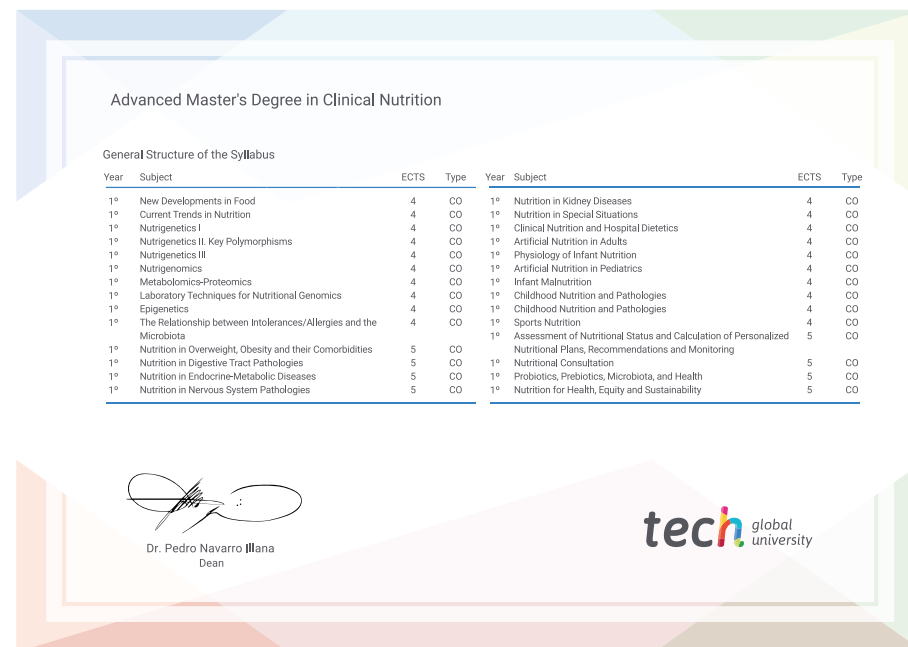 Advanced Master's Degree in Clinical Nutrition
General Structure of the Syllabus
Year Subject ECTS Type
1º New Developments in Food 4 CO
1º Current Trends in Nutrition 4 CO
1º Nutrigenetics I 4 CO
1º Nutrigenetics II. Key Polymorphisms 4 CO
1º Nutrigenetics III 4 CO
1º Nutrigenomics 4 CO
1º Metabolomics-Proteomics 4 CO
1º Laboratory Techniques for Nutritional Genomics 4 CO
1º Epigenetics 4 CO
1º The Relationship between Intolerances/Allergies and the 4 CO
Microbiota
1º Nutrition in Overweight, Obesity and their Comorbidities 5 CO
1º Nutrition in Digestive Tract Pathologies 5 CO
1º Nutrition in Endocrine-Metabolic Diseases 5 CO
1º Nutrition in Nervous System Pathologies 5 CO
Year Subject ECTS Type
1º Nutrition in Kidney Diseases 4 CO
1º Nutrition in Special Situations 4 CO
1º Clinical Nutrition and Hospital Dietetics 4 CO
1º Artificial Nutrition in Adults 4 CO
1º Physiology of Infant Nutrition 4 CO
1º Artificial Nutrition in Pediatrics 4 CO
1º Infant Malnutrition 4 CO
1º Childhood Nutrition and Pathologies 4 CO
1º Childhood Nutrition and Pathologies 4 CO
1º Sports Nutrition 4 CO
1º Assessment of Nutritional Status and Calculation of Personalized 5 CO
Nutritional Plans, Recommendations and Monitoring
1º Nutritional Consultation 5 CO
1º Probiotics, Prebiotics, Microbiota, and Health 5 CO
1º Nutrition for Health, Equity and Sustainability 5 CO
Dr. Pedro Navarro Illana
Dean
tech global
university